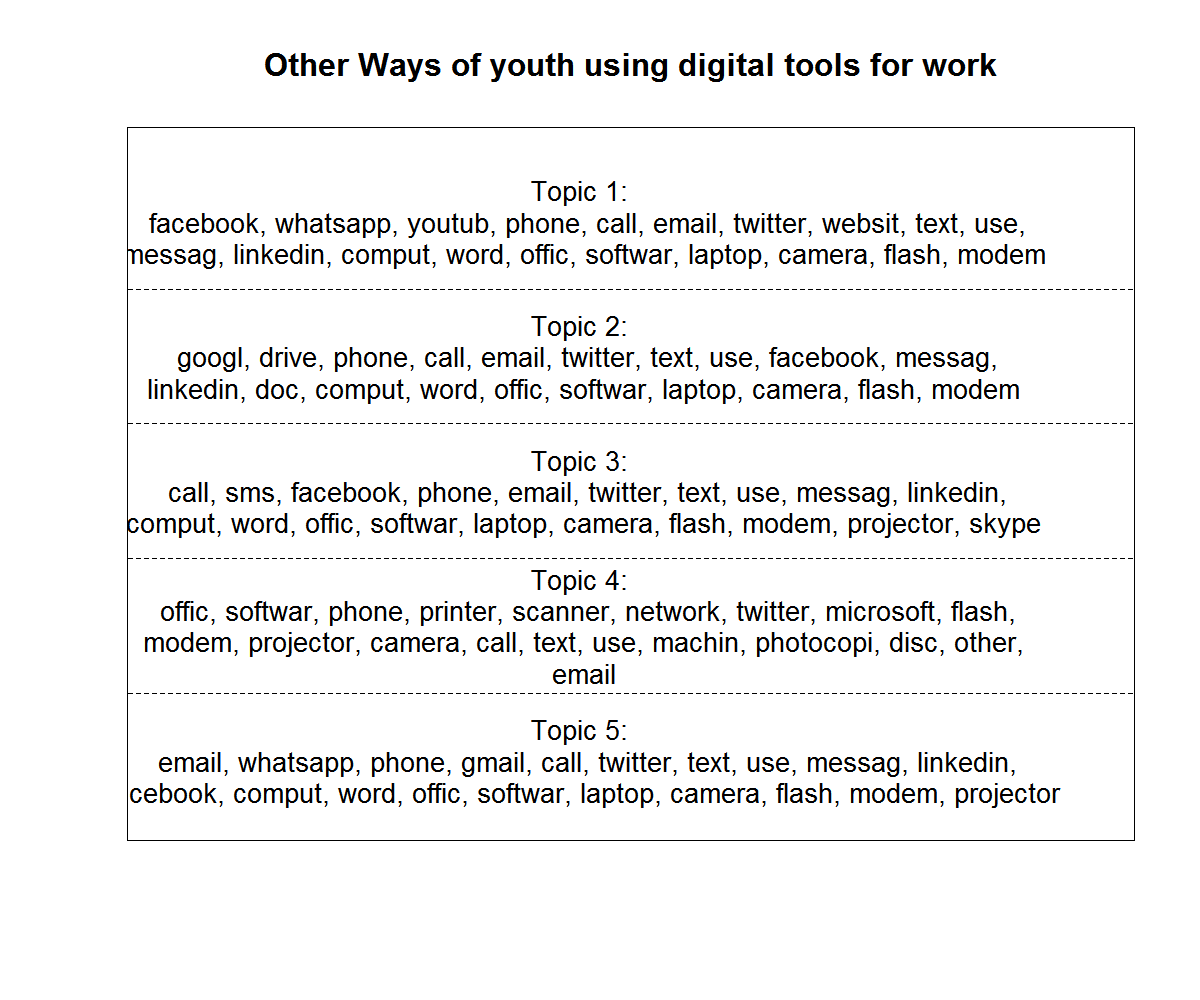 Other Ways of youth using digital tools for work
Topic 1:
facebook, whatsapp, youtub, phone, call, email, twitter, websit, text, use,
messag, linkedin, comput, word, offic, softwar, laptop, camera, flash, modem
Topic 2:
googl, drive, phone, call, email, twitter, text, use, facebook, messag,
linkedin, doc, comput, word, offic, softwar, laptop, camera, flash, modem
Topic 3:
call, sms, facebook, phone, email, twitter, text, use, messag, linkedin,
comput, word, offic, softwar, laptop, camera, flash, modem, projector, skype
Topic 4:
offic, softwar, phone, printer, scanner, network, twitter, microsoft, flash,
modem, projector, camera, call, text, use, machin, photocopi, disc, other,
email
Topic 5:
email, whatsapp, phone, gmail, call, twitter, text, use, messag, linkedin,
cebook, comput, word, offic, softwar, laptop, camera, flash, modem, projector